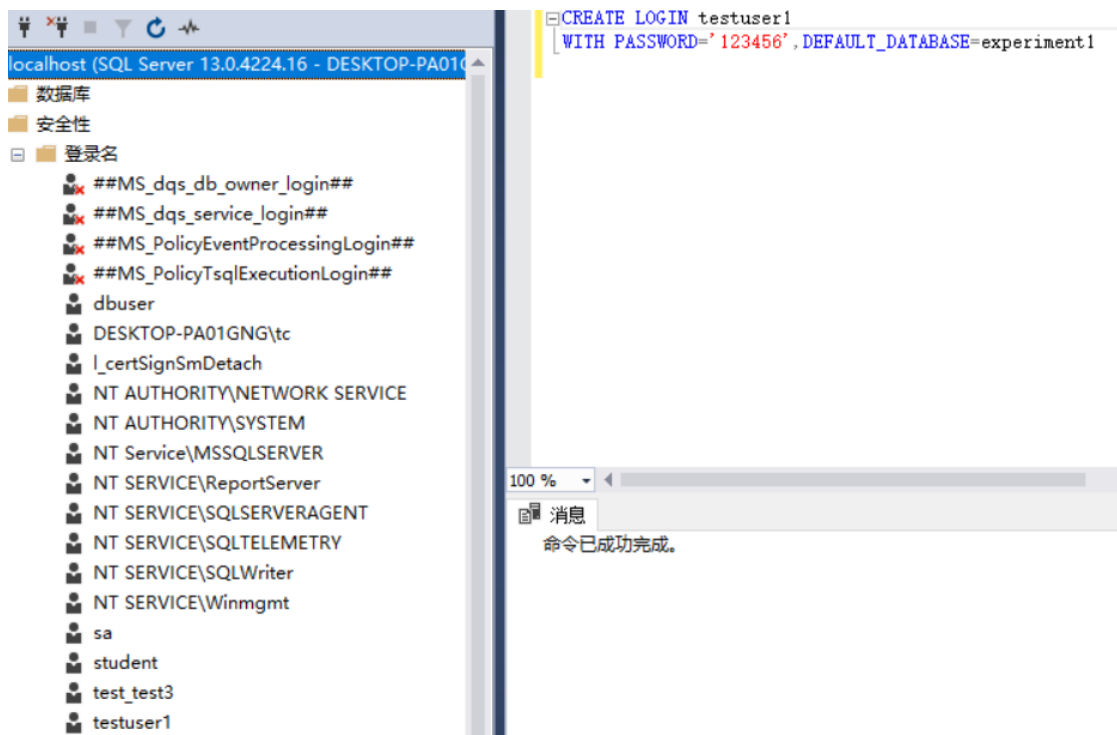 localhost (SQL Server 13.0.4224.16 - DESKTOP-PA01G
数据库
安全性
登录名
##MS_dqs_db_owner_login##
##MS_dqs_service_login##
##MS_PolicyEventProcessingLogin##
##MS_PolicyTsqlExecutionLogin##
dbuser
DESKTOP-PA01GNG\tc
l_certSignSmDetach
NT AUTHORITY\NETWORK SERVICE
NT AUTHORITY\SYSTEM
NT Service\MSSQLSERVER
NT SERVICE\ReportServer
NT SERVICE\SQLSERVERAGENT
NT SERVICE\SQLTELEMETRY
NT SERVICE\SQLWriter
NT SERVICE\Winmgmt
sa
student
test_test3
testuser1
CREATE LOGIN testuser1
WITH PASSWORD='123456',DEFAULT_DATABASE=experiment1
100 %
消息
命令已成功完成。